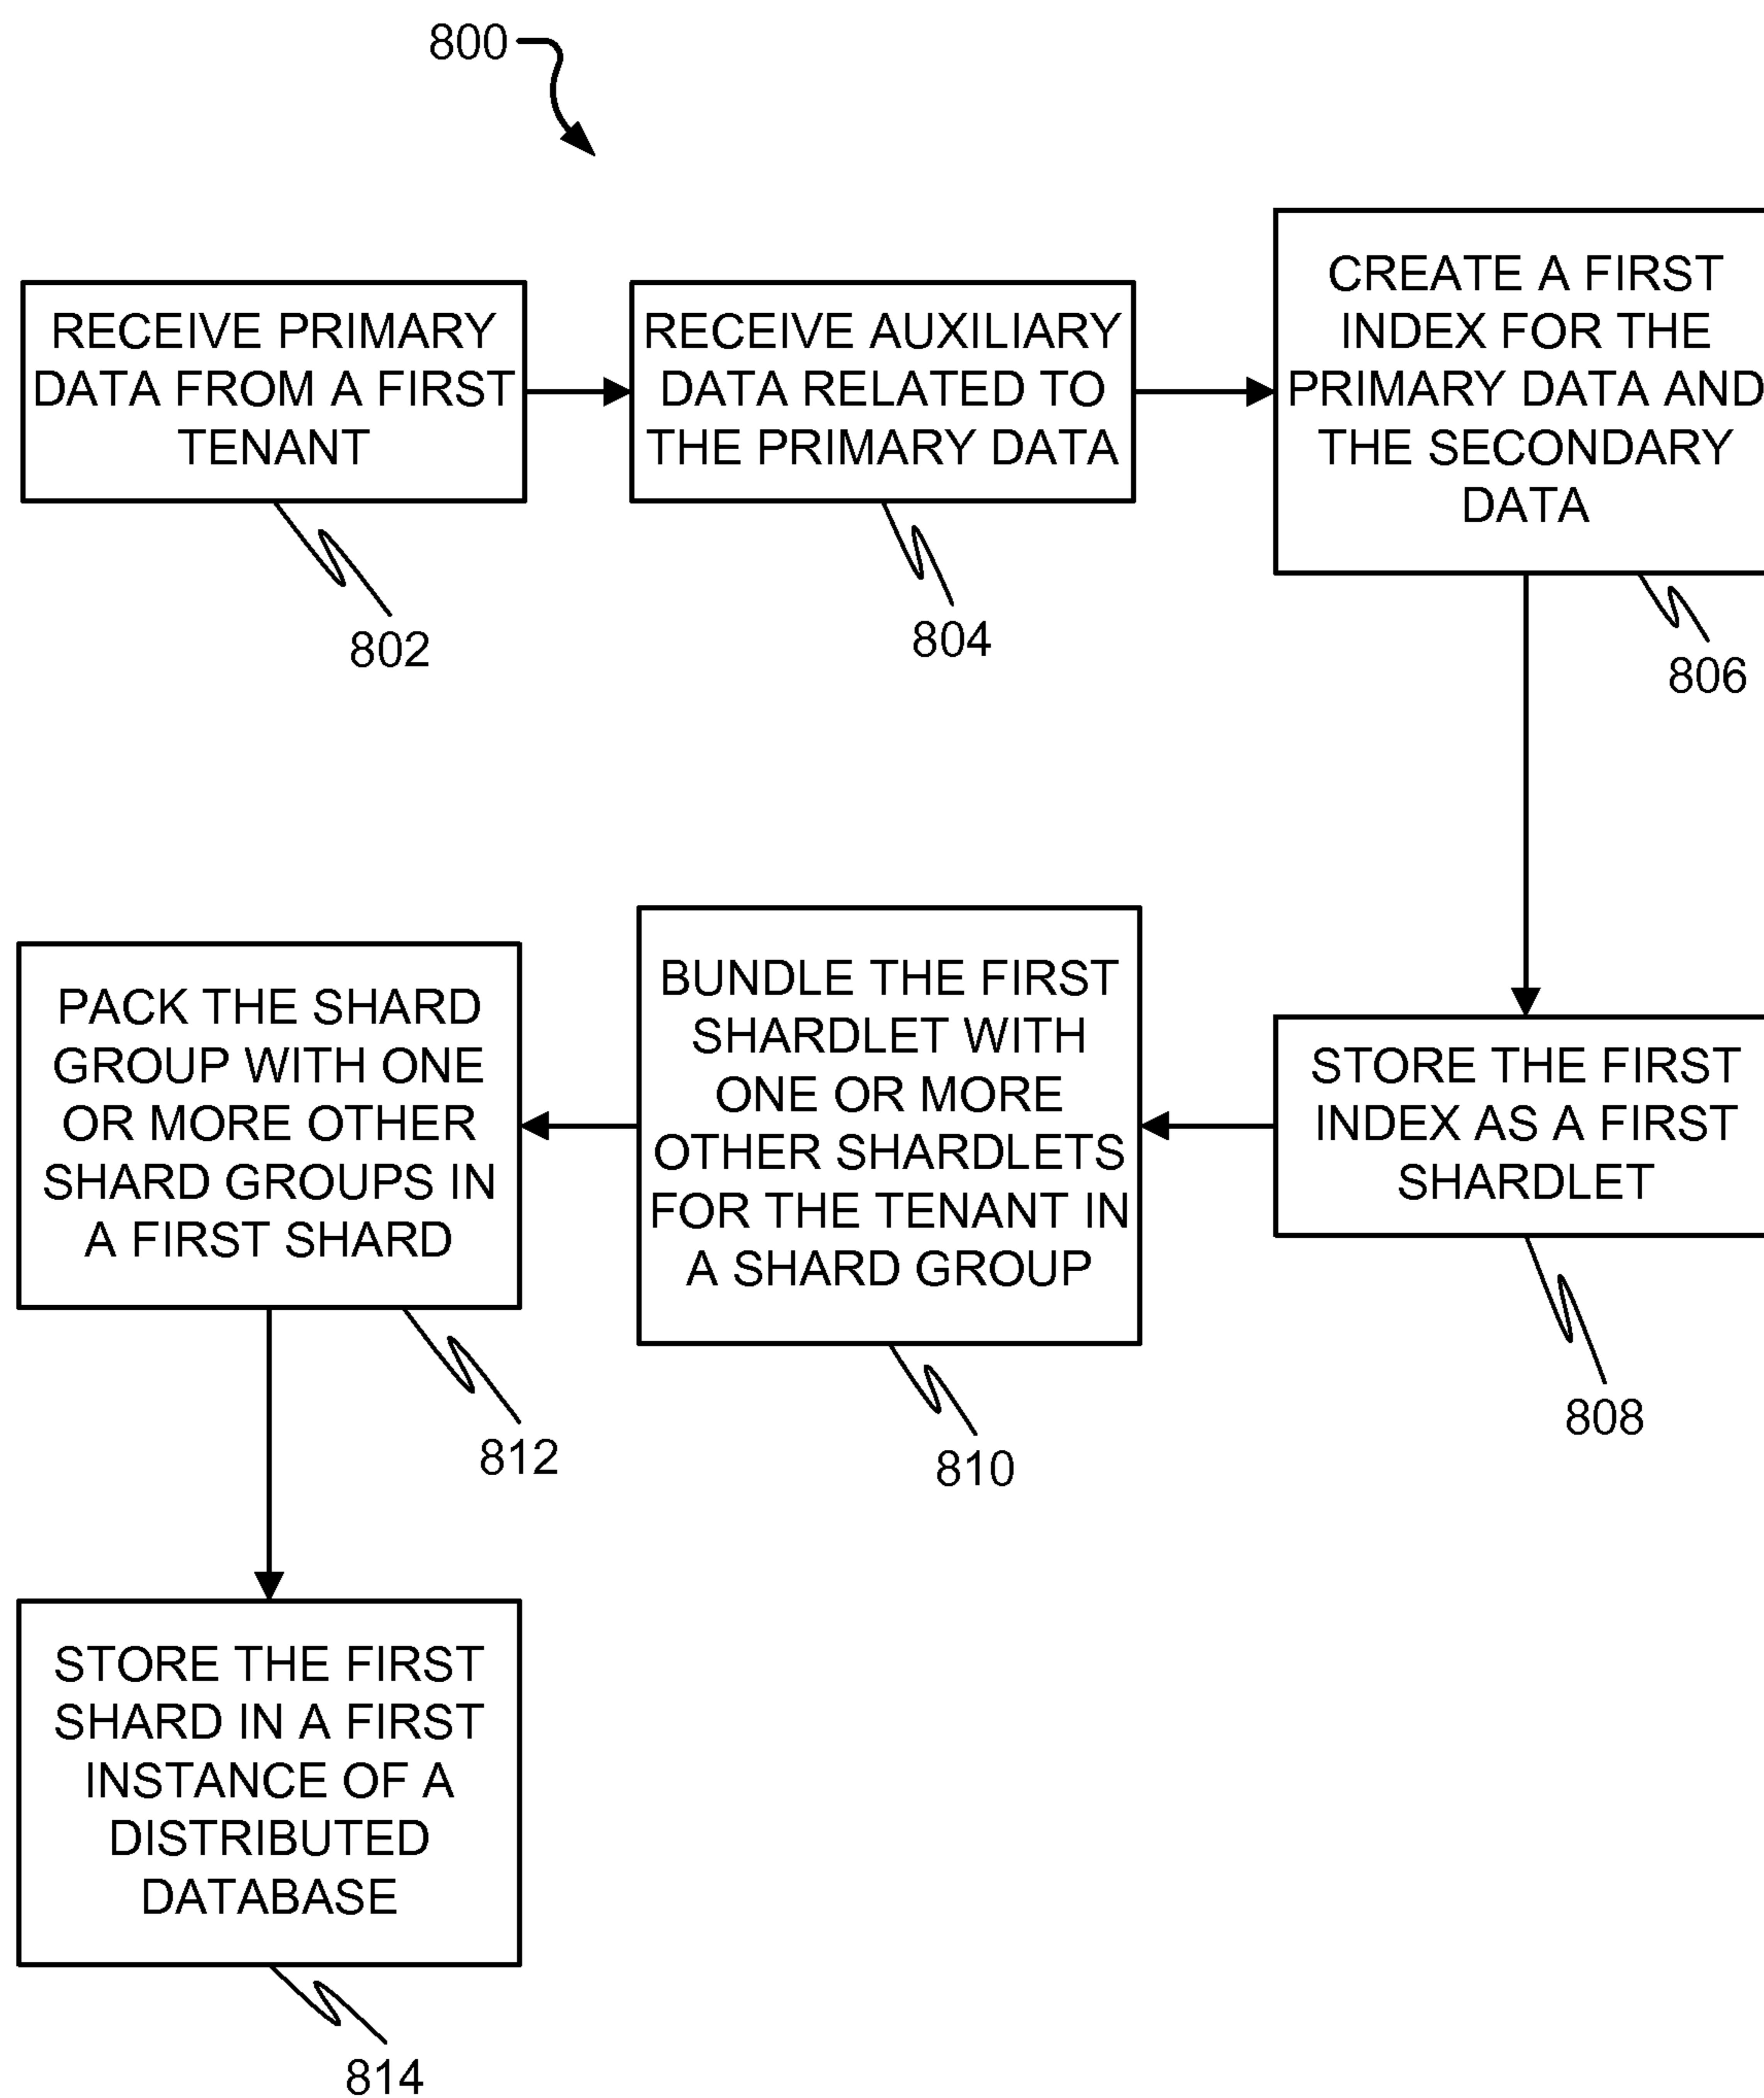 800
RECEIVE PRIMARY
DATA FROM A FIRST
TENANT
802
RECEIVE AUXILIARY
DATA RELATED TO
THE PRIMARY DATA
804
CREATE A FIRST
INDEX FOR THE
PRIMARY DATA AND
THE SECONDARY
DATA
806
STORE THE FIRST
INDEX AS A FIRST
SHARDLET
808
BUNDLE THE FIRST
SHARDLET WITH
ONE OR MORE
OTHER SHARDLETS
FOR THE TENANT IN
A SHARD GROUP
810
PACK THE SHARD
GROUP WITH ONE
OR MORE OTHER
SHARD GROUPS IN
A FIRST SHARD
812
STORE THE FIRST
SHARD IN A FIRST
INSTANCE OF A
DISTRIBUTED
DATABASE
814